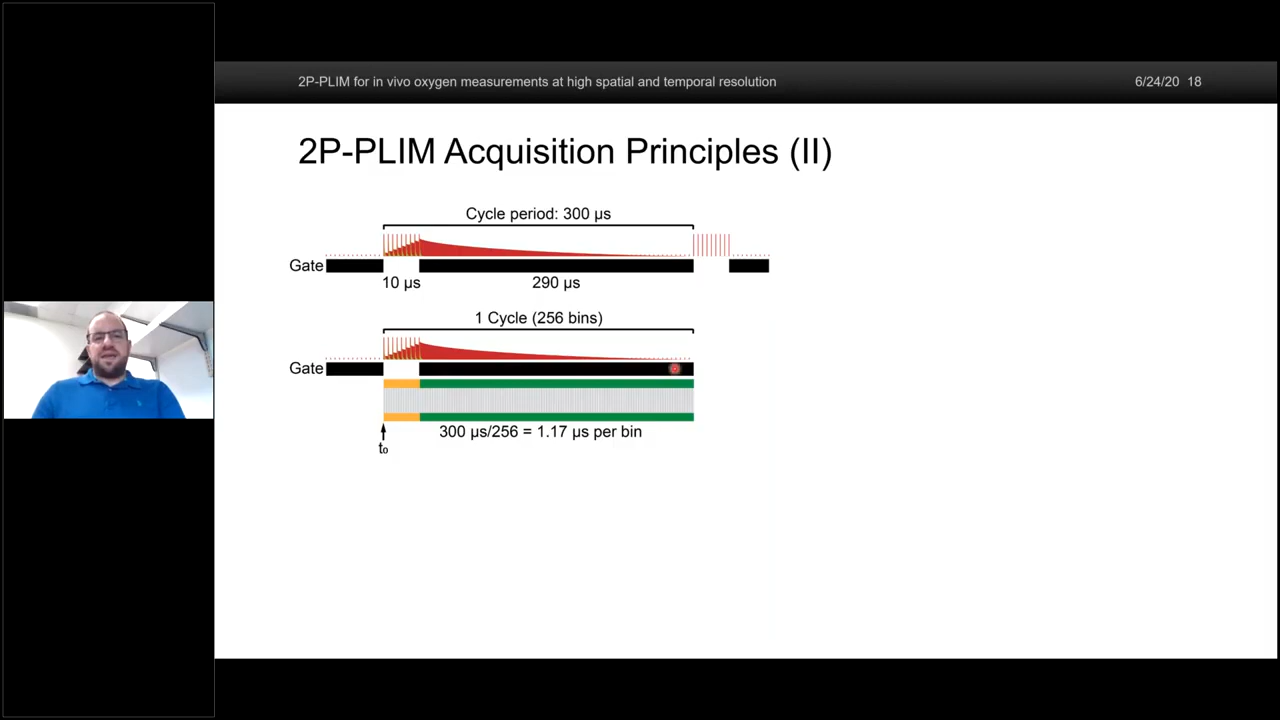 2P-PLIM for in vivo oxygen measurements at high spatial and temporal resolution
6/24/20 18
2P-PLIM Acquisition Principles (II)
Cycle period: 300 µs
Gate
10 µs
290 µs
1 Cycle (256 bins)
Gate
300 µs/256 = 1.17 µs per bin
t₀